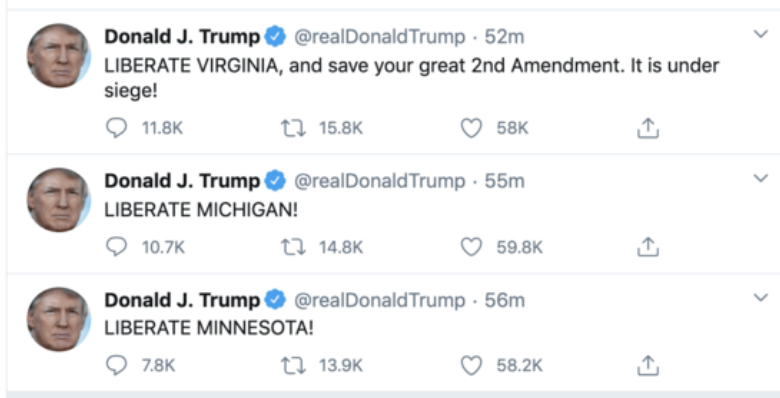 Donald J. Trump @realDonaldTrump · 52m
LIBERATE VIRGINIA, and save your great 2nd Amendment. It is under
siege!
11.8K 15.8K 58K
Donald J. Trump @realDonaldTrump · 55m
LIBERATE MICHIGAN!
10.7K 14.8K 59.8K
Donald J. Trump @realDonaldTrump · 56m
LIBERATE MINNESOTA!
7.8K 13.9K 58.2K